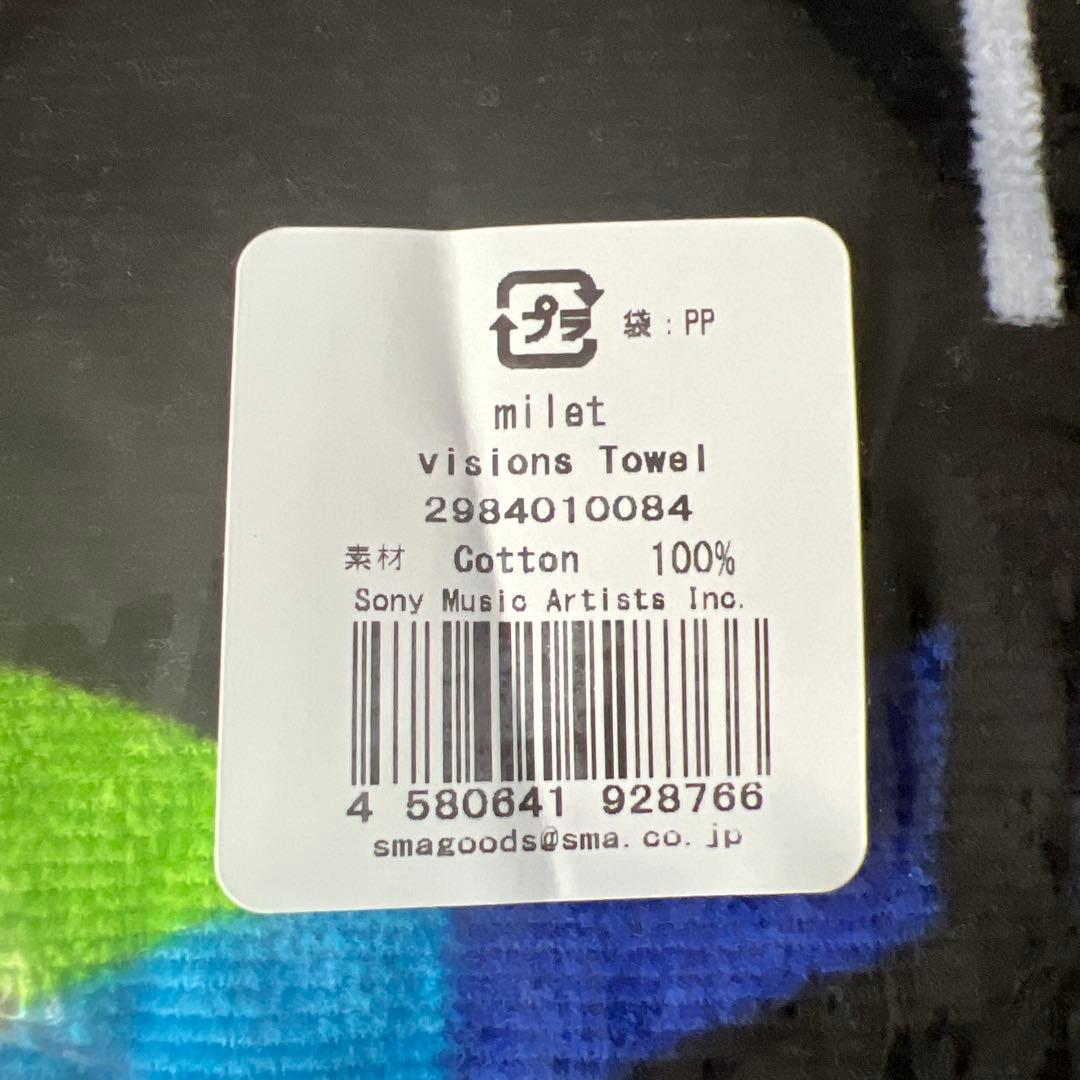 プラ 袋:PP
milet
visions Towel
2984010084
素材 Cotton 100%
Sony Music Artists Inc.
4 580641 928766
smagoods@sma.co.jp